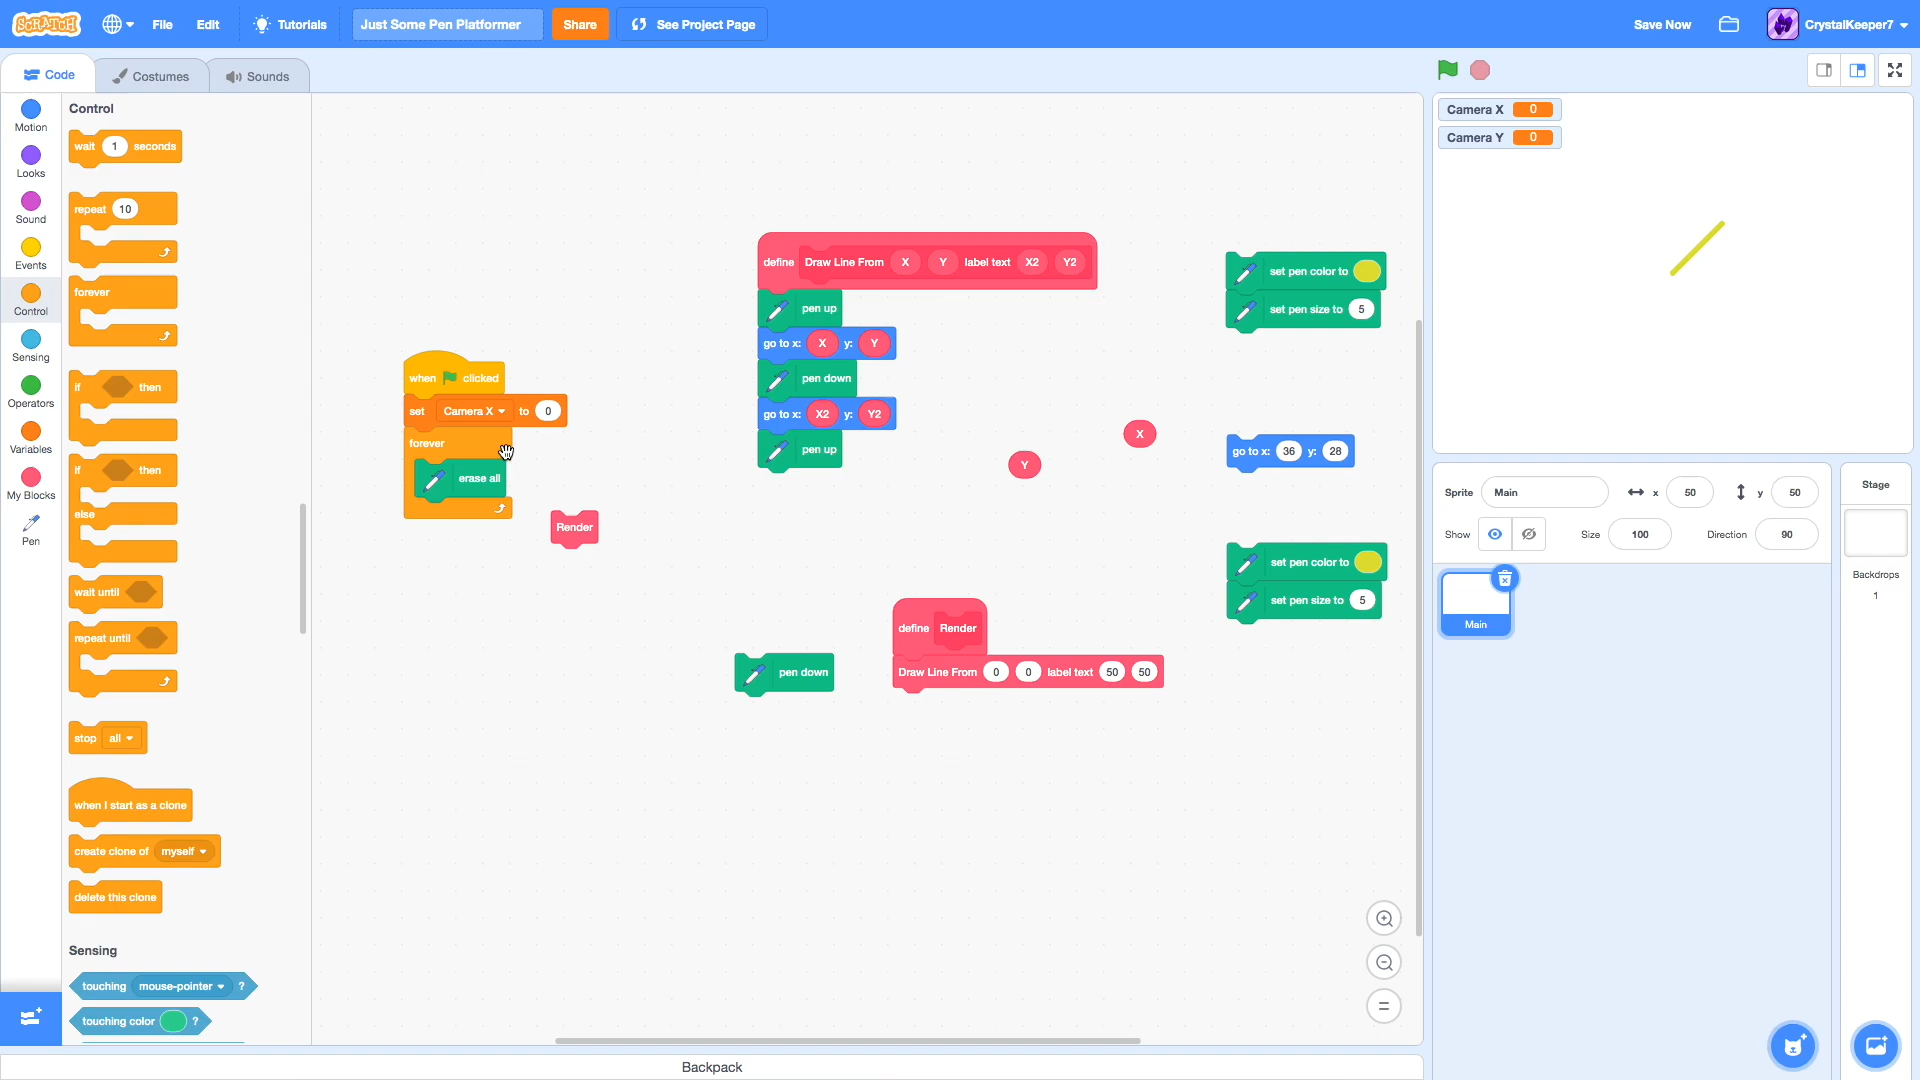 SCRATCH File Edit Tutorials Just Some Pen Platformer Share See Project Page Save Now CrystalKeeper7
Code Costumes Sounds
Motion
Looks
Sound
Events
Control
Sensing
Operators
Variables
My Blocks
Pen
Control
wait 1 seconds
repeat 10
forever
if then
if then
else
wait until
repeat until
stop all
when I start as a clone
create clone of myself
delete this clone
Sensing
touching mouse-pointer ?
touching color ?
when clicked
set Camera X to 0
forever
erase all
Render
define Draw Line From X Y label text X2 Y2
pen up
go to x: X y: Y
pen down
go to x: X2 y: Y2
pen up
X
Y
pen down
define Render
Draw Line From 0 0 label text 50 50
set pen color to
set pen size to 5
go to x: 36 y: 28
set pen color to
set pen size to 5
Camera X 0
Camera Y 0
Sprite Main x 50 y 50
Show Size 100 Direction 90
Main
Stage
Backdrops
1
Backpack